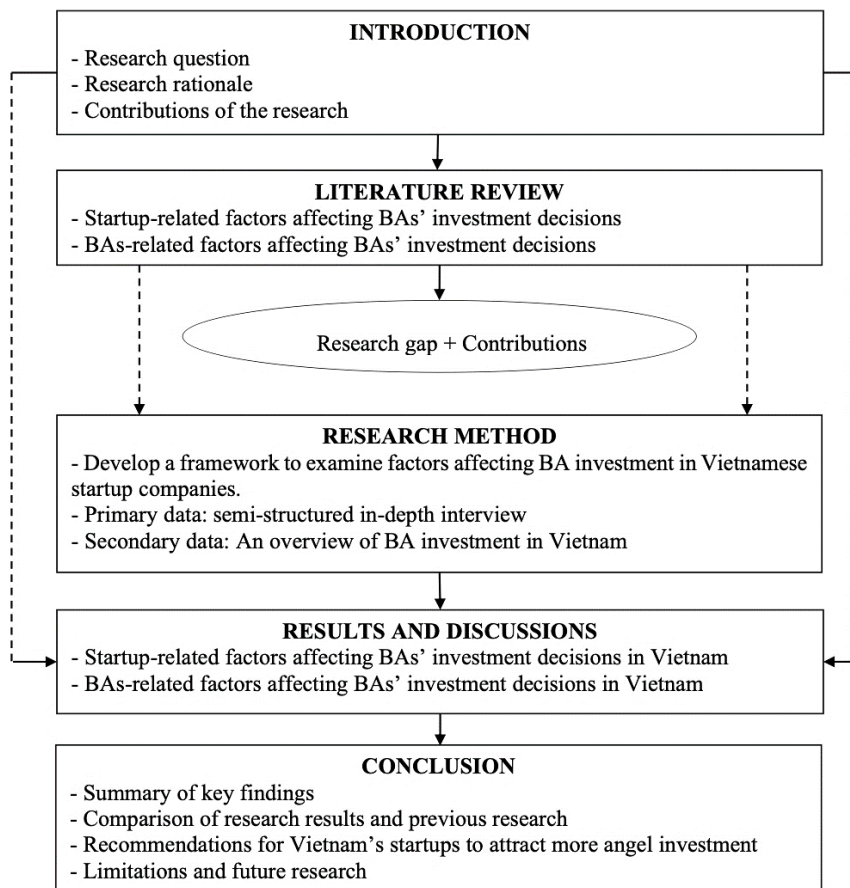 INTRODUCTION
- Research question
- Research rationale
- Contributions of the research
LITERATURE REVIEW
- Startup-related factors affecting BAs’ investment decisions
- BAs-related factors affecting BAs’ investment decisions
Research gap + Contributions
RESEARCH METHOD
- Develop a framework to examine factors affecting BA investment in Vietnamese
startup companies.
- Primary data: semi-structured in-depth interview
- Secondary data: An overview of BA investment in Vietnam
RESULTS AND DISCUSSIONS
- Startup-related factors affecting BAs’ investment decisions in Vietnam
- BAs-related factors affecting BAs’ investment decisions in Vietnam
CONCLUSION
- Summary of key findings
- Comparison of research results and previous research
- Recommendations for Vietnam’s startups to attract more angel investment
- Limitations and future research